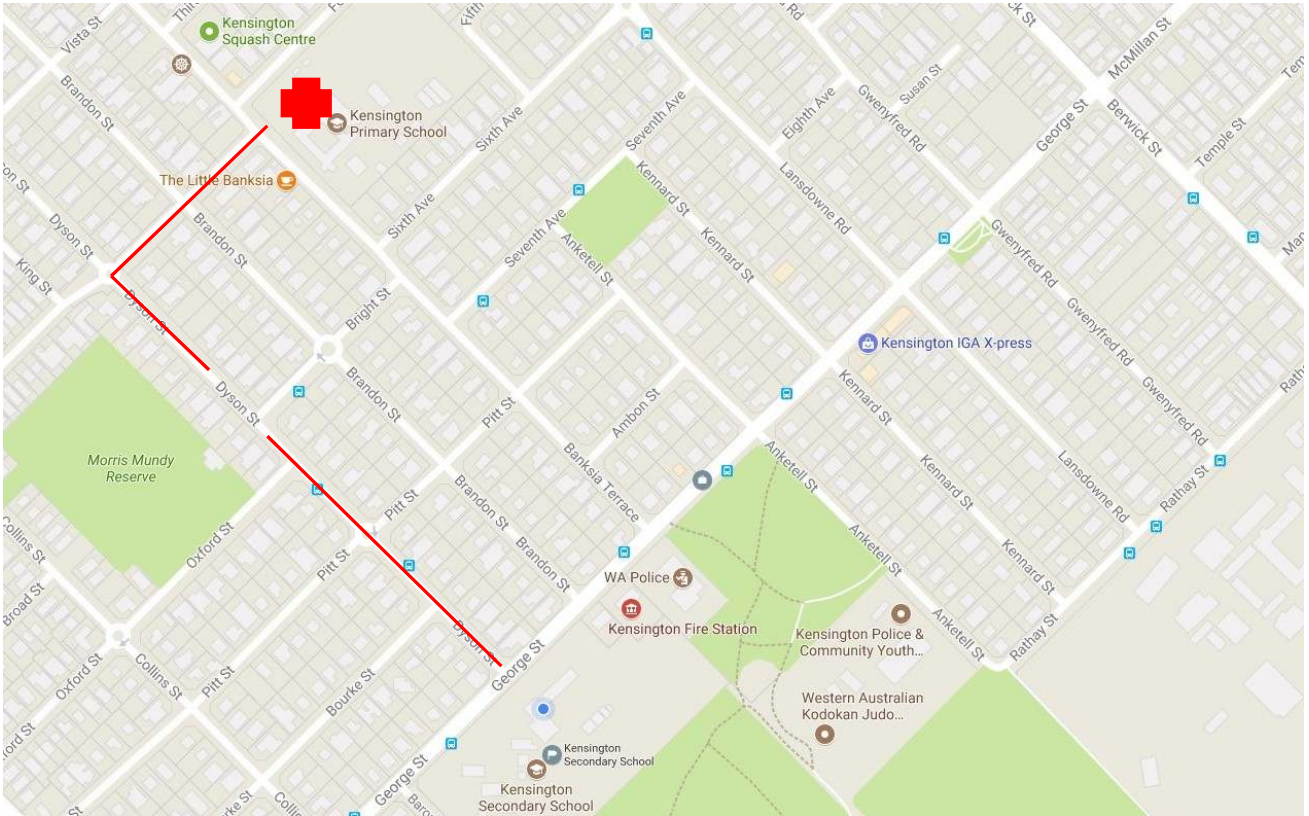 Vista St
Kensington
Squash Centre
Rd
McMillan St
Brandon St
Susan St
George St
Kensington
Primary School
Sixth Ave
Seventh Ave
Eighth Ave
Gwenyfred Rd
Berwick St
Temple St
The Little Banksia
Kennard St
Lansdowne Rd
Dyson St
Brandon St
Sixth Ave
Seventh Ave
Anketell St
Kennard St
Gwenyfred Rd
King St
Dyson St
Bright St
Gwenyfred Rd
Kensington IGA X-press
Dyson St
Brandon St
Pitt St
Ambon St
Kennard St
Gwenyfred Rd
Morris Mundy
Reserve
Banksia Terrace
Anketell St
Kennard St
Lansdowne Rd
Rathay St
Collins St
Oxford St
Pitt St
Brandon St
Pitt St
Brandon St
Anketell St
Kennard St
Broad St
WA Police
Kensington Fire Station
Dyson St
George St
Kensington Police &
Community Youth...
Anketell St
Rathay St
Oxford St
Collins St
Pitt St
Bourke St
Western Australian
Kodokan Judo...
Kensington
Secondary School
George St
Kensington
Secondary School